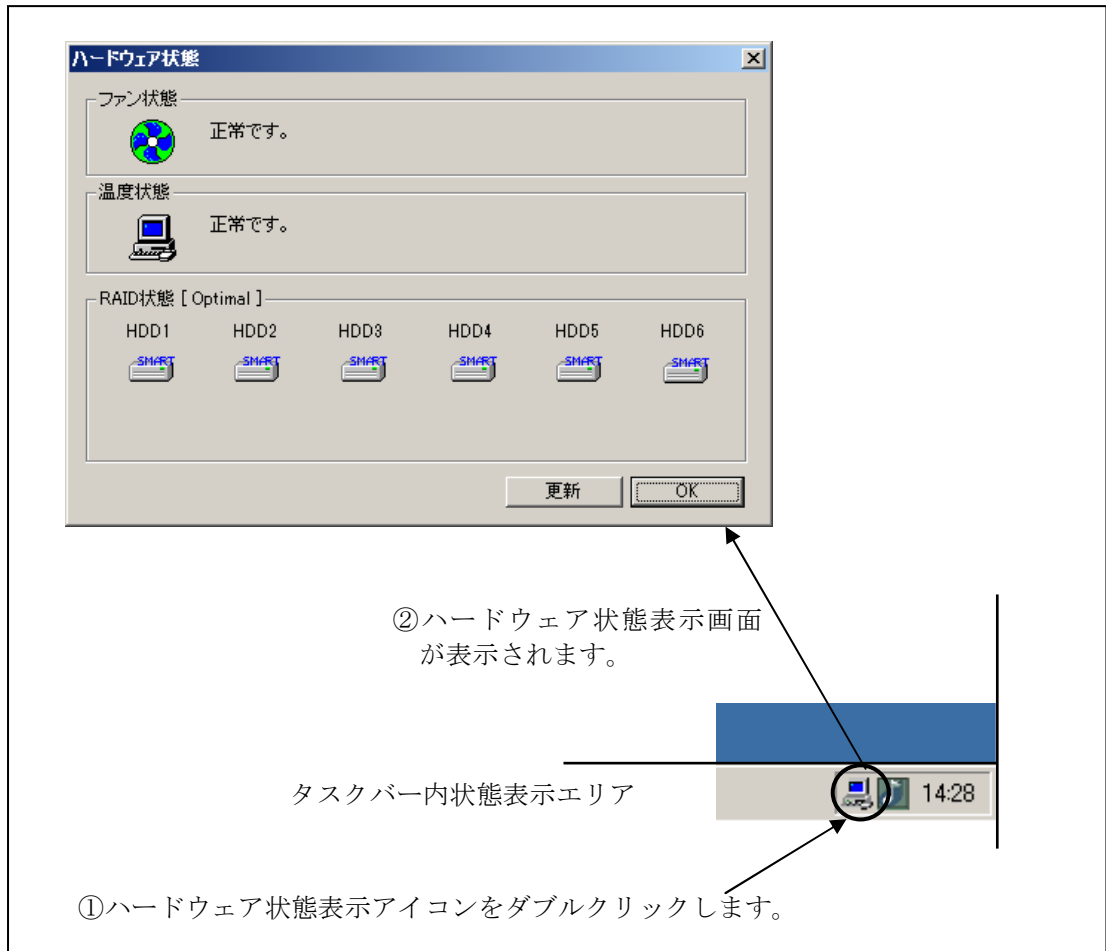 ハードウェア状態
ファン状態
正常です。
温度状態
正常です。
RAID状態 [ Optimal ]
HDD1 HDD2 HDD3 HDD4 HDD5 HDD6
SMART SMART SMART SMART SMART SMART
更新 OK
②ハードウェア状態表示画面
が表示されます。
タスクバー内状態表示エリア
14:28
①ハードウェア状態表示アイコンをダブルクリックします。